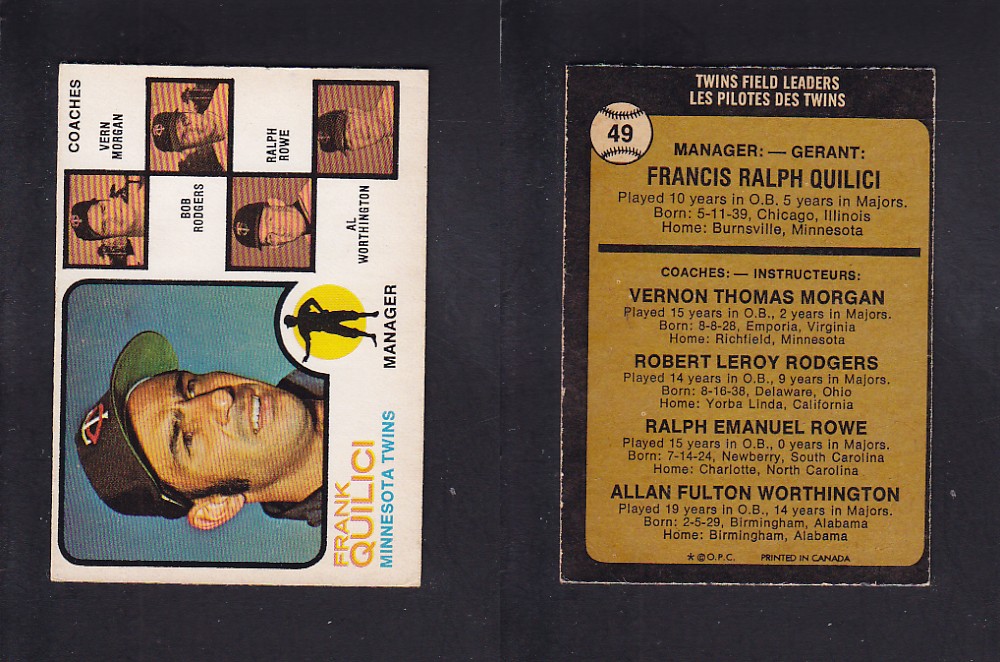 COACHES
VERN
MORGAN
RALPH
ROWE
BOB
RODGERS
AL
WORTHINGTON
MANAGER
FRANK
QUILICI
MINNESOTA TWINS
TWINS FIELD LEADERS
LES PILOTES DES TWINS
49
MANAGER: — GERANT:
FRANCIS RALPH QUILICI
Played 10 years in O.B. 5 years in Majors.
Born: 5-11-39, Chicago, Illinois
Home: Burnsville, Minnesota
COACHES: — INSTRUCTEURS:
VERNON THOMAS MORGAN
Played 15 years in O.B., 2 years in Majors.
Born: 8-8-28, Emporia, Virginia
Home: Richfield, Minnesota
ROBERT LEROY RODGERS
Played 14 years in O.B., 9 years in Majors.
Born: 8-16-38, Delaware, Ohio
Home: Yorba Linda, California
RALPH EMANUEL ROWE
Played 15 years in O.B., 0 years in Majors.
Born: 7-14-24, Newberry, South Carolina
Home: Charlotte, North Carolina
ALLAN FULTON WORTHINGTON
Played 19 years in O.B., 14 years in Majors.
Born: 2-5-29, Birmingham, Alabama
Home: Birmingham, Alabama
*©O.P.C. PRINTED IN CANADA